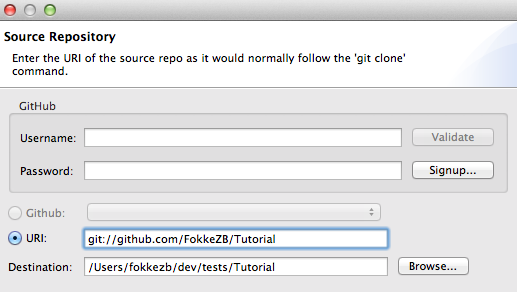 Source Repository
Enter the URI of the source repo as it would normally follow the 'git clone'
command.
GitHub
Username:
Validate
Password:
Signup...
Github:
URI:
git://github.com/FokkeZB/Tutorial
Destination:
/Users/fokkezb/dev/tests/Tutorial
Browse...